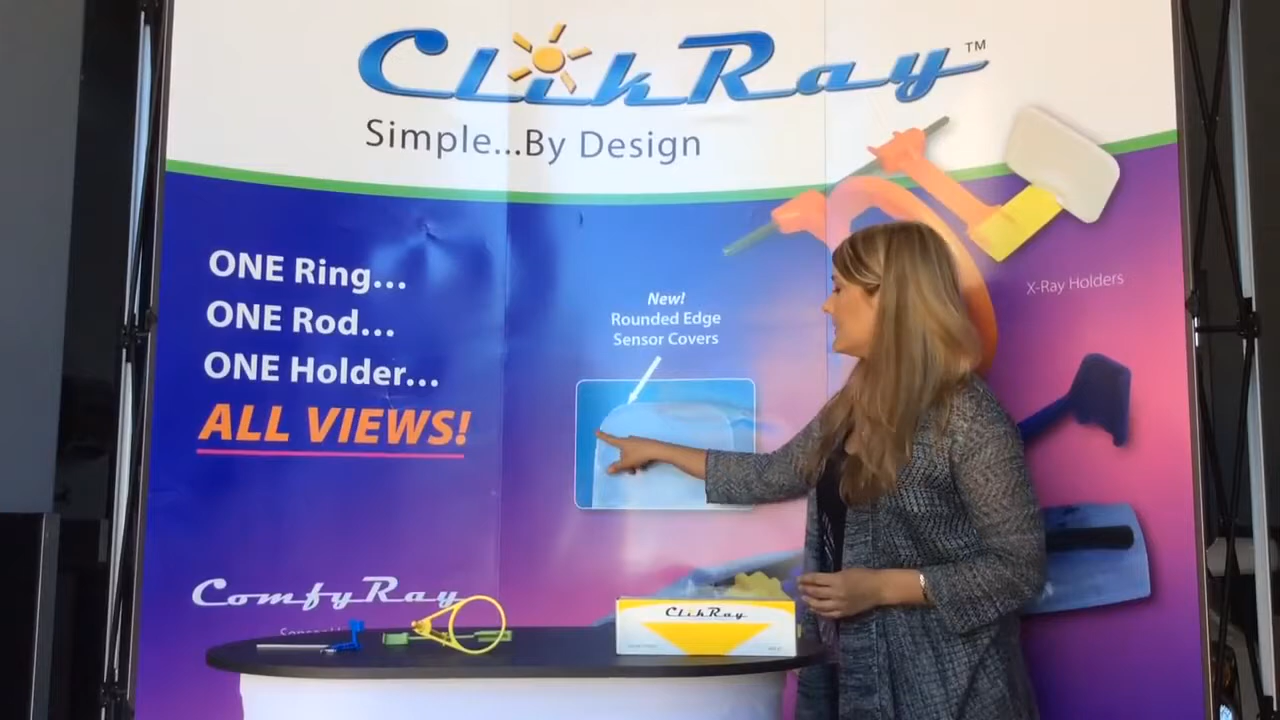 ClikRay™
Simple...By Design
ONE Ring...
ONE Rod...
ONE Holder...
ALL VIEWS!
New!
Rounded Edge
Sensor Covers
X-Ray Holders
ComfyRay
ClikRay